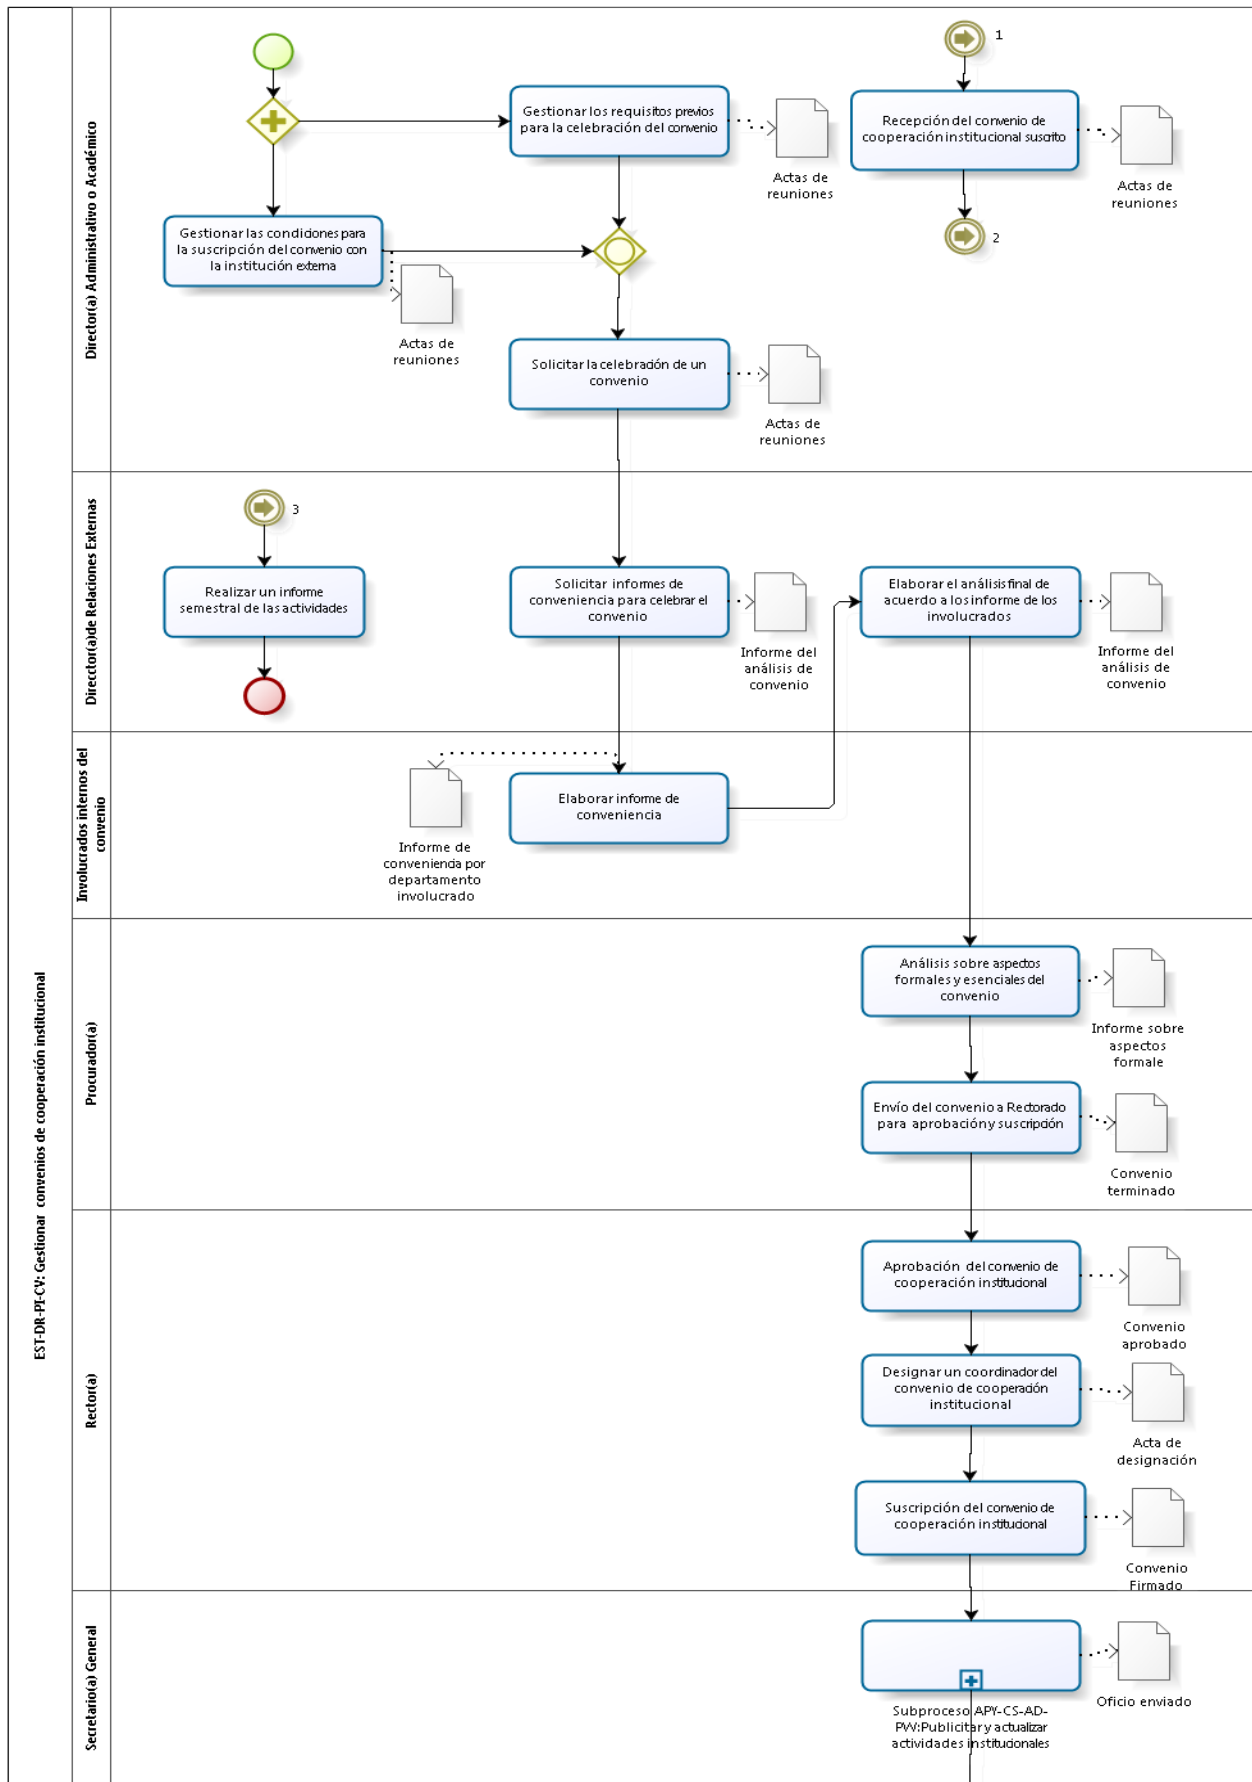 EST-DR-PI-CV: Gestionar convenios de cooperación institucional
Director(a) Administrativo o Académico
1
Gestionar los requisitos previos
para la celebración del convenio
Actas de
reuniones
Recepción del convenio de
cooperación institucional suscrito
Actas de
reuniones
2
Gestionar las condiciones para
la suscripción del convenio con
la institución externa
Actas de
reuniones
Solicitar la celebración de un
convenio
Actas de
reuniones
Direcctor(a)de Relaciones Externas
3
Realizar un informe
semestral de las actividades
Solicitar informes de
conveniencia para celebrar el
convenio
Informe del
análisis de
convenio
Elaborar el análisis final de
acuerdo a los informe de los
involucrados
Informe del
análisis de
convenio
Involucrados internos del
convenio
Informe de
conveniencia por
departamento
involucrado
Elaborar informe de
conveniencia
Procurador(a)
Análisis sobre aspectos
formales y esenciales del
convenio
Informe sobre
aspectos
formale
Envío del convenio a Rectorado
para aprobación y suscripción
Convenio
terminado
Rector(a)
Aprobación del convenio de
cooperación institucional
Convenio
aprobado
Designar un coordinador del
convenio de cooperación
institucional
Acta de
designación
Suscripción del convenio de
cooperación institucional
Convenio
Firmado
Secretario(a) General
Subproceso APY-CS-AD-
PW:Publicitar y actualizar
actividades institucionales
Oficio enviado